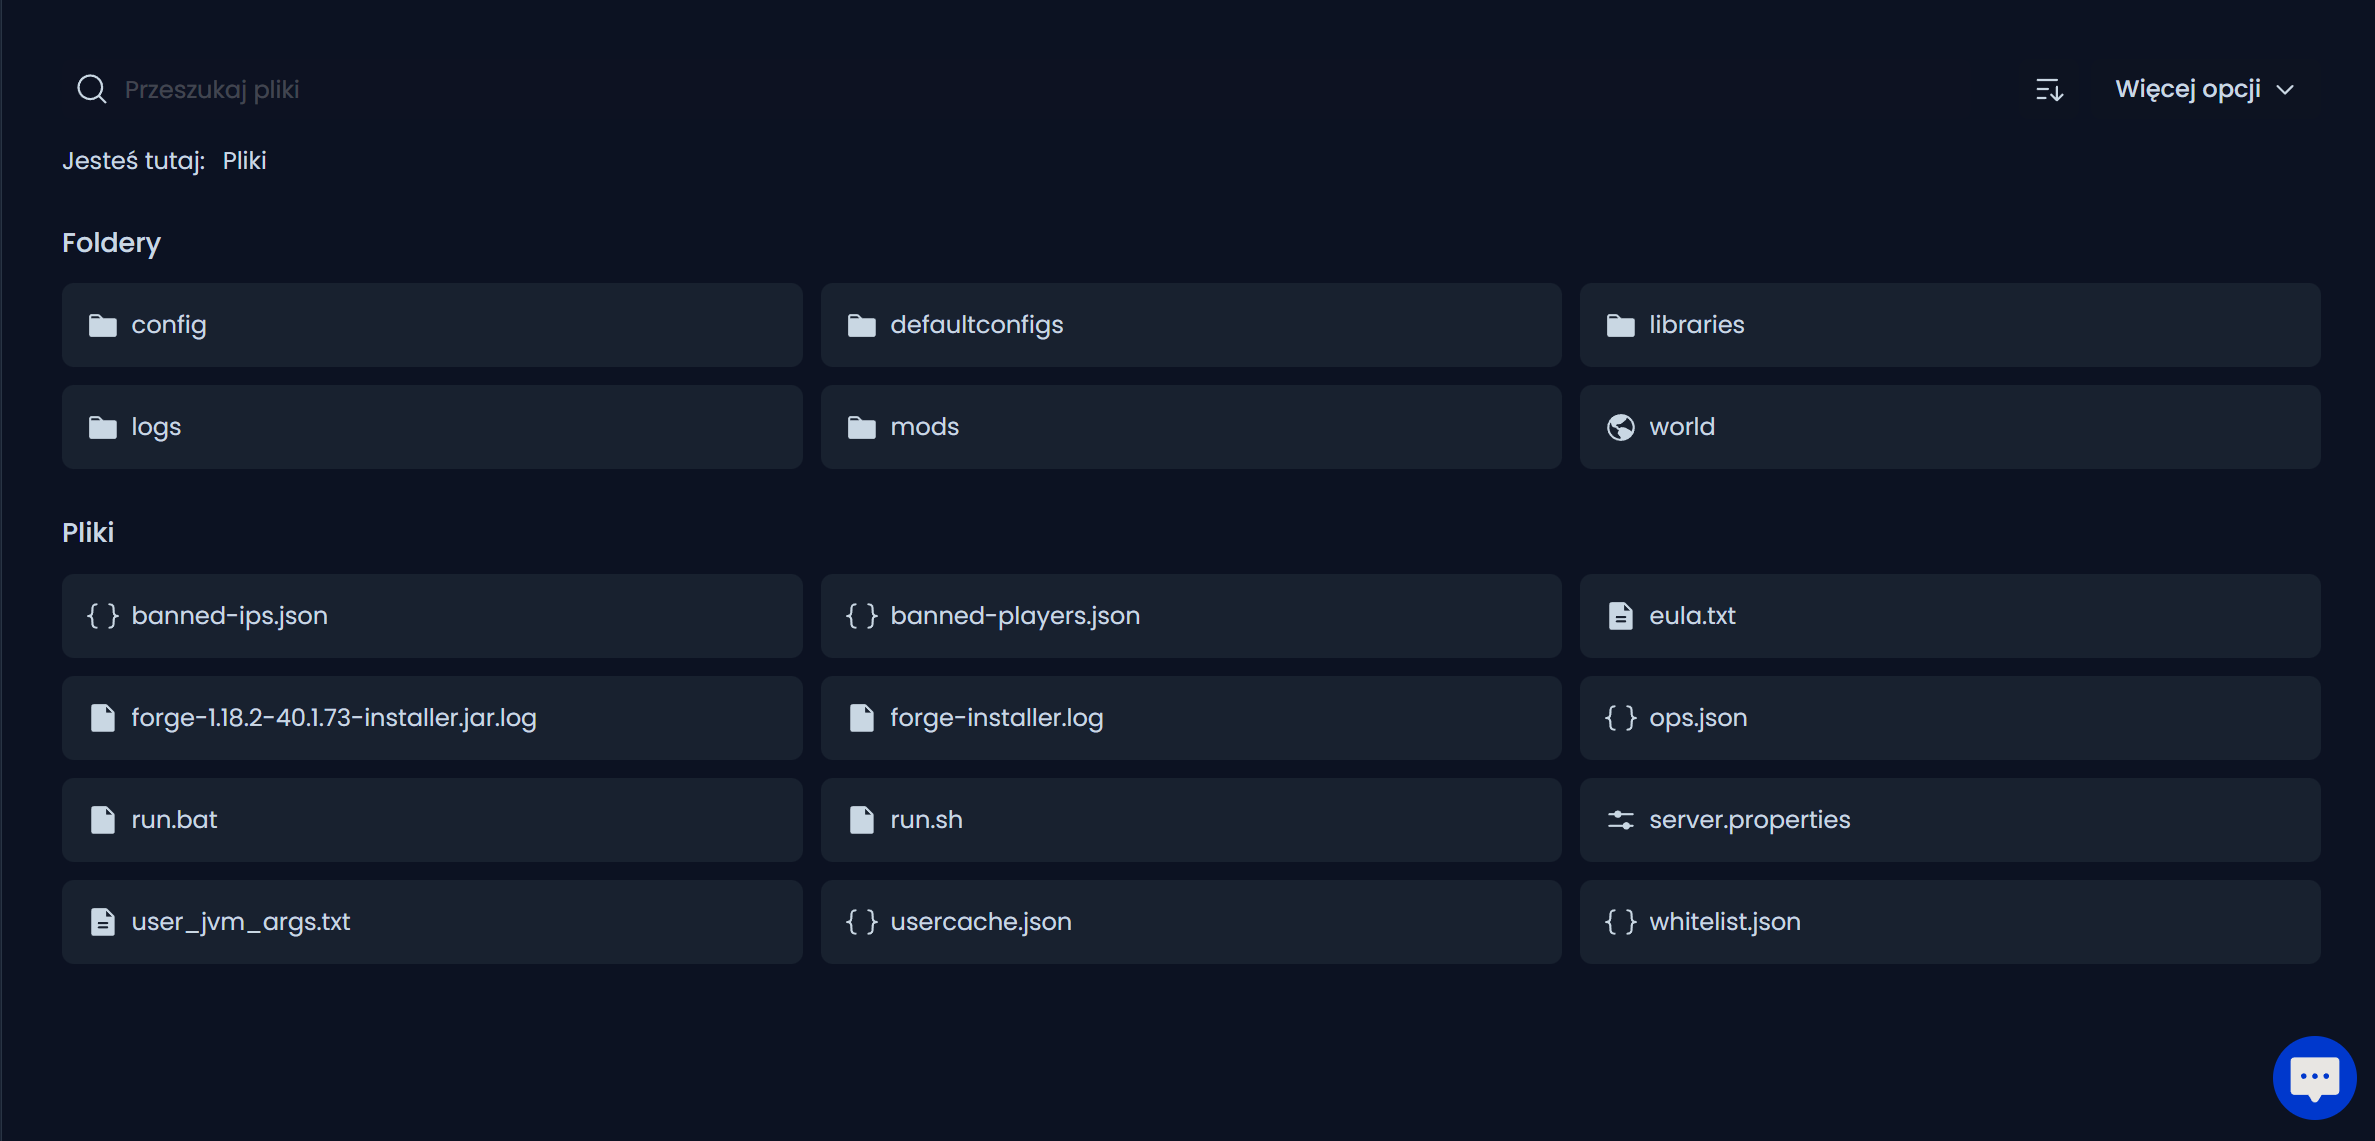 Przeszukaj pliki
Więcej opcji
Jesteś tutaj: Pliki
Foldery
config
defaultconfigs
libraries
logs
mods
world
Pliki
banned-ips.json
banned-players.json
eula.txt
forge-1.18.2-40.1.73-installer.jar.log
forge-installer.log
ops.json
run.bat
run.sh
server.properties
user_jvm_args.txt
usercache.json
whitelist.json